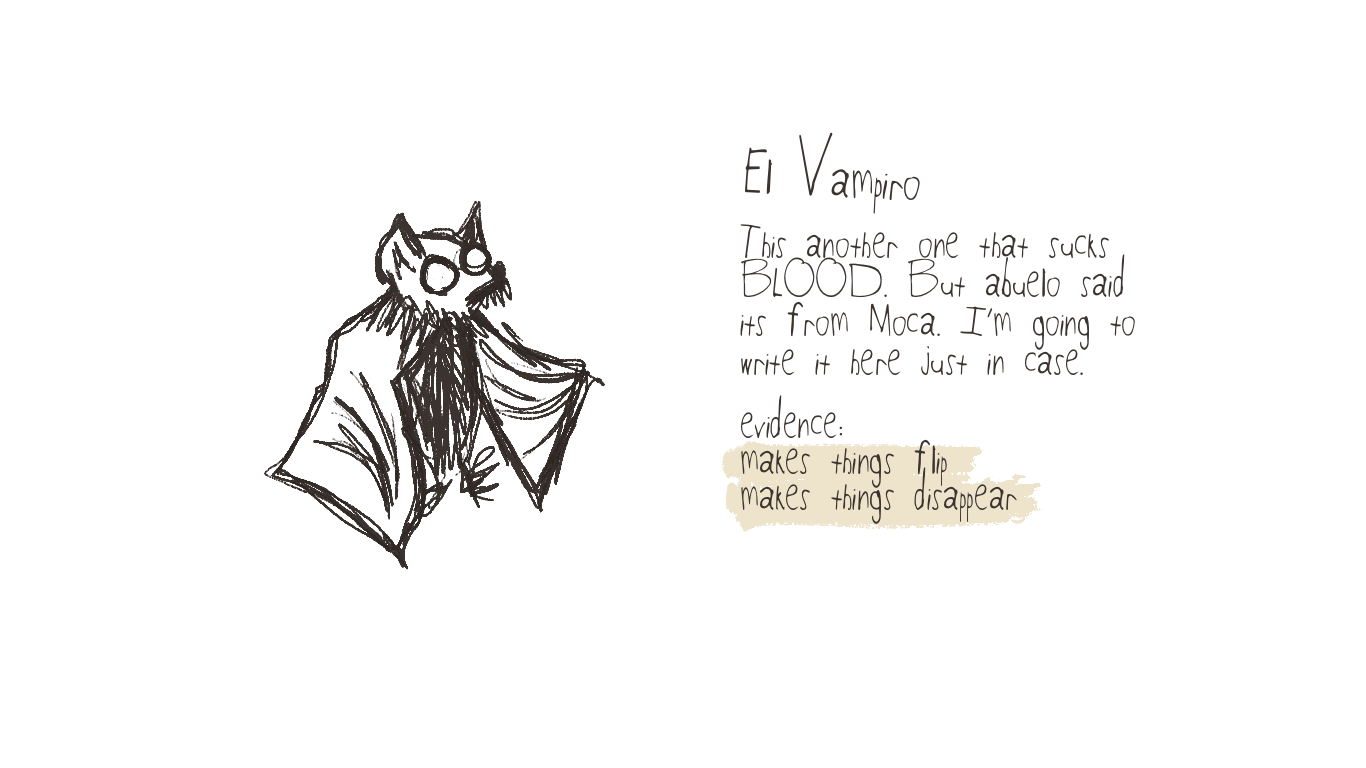 El Vampiro
This another one that sucks
BLOOD. But abuelo said
its from Moca. I'm going to
write it here just in case.
evidence:
makes things flip
makes things disappear